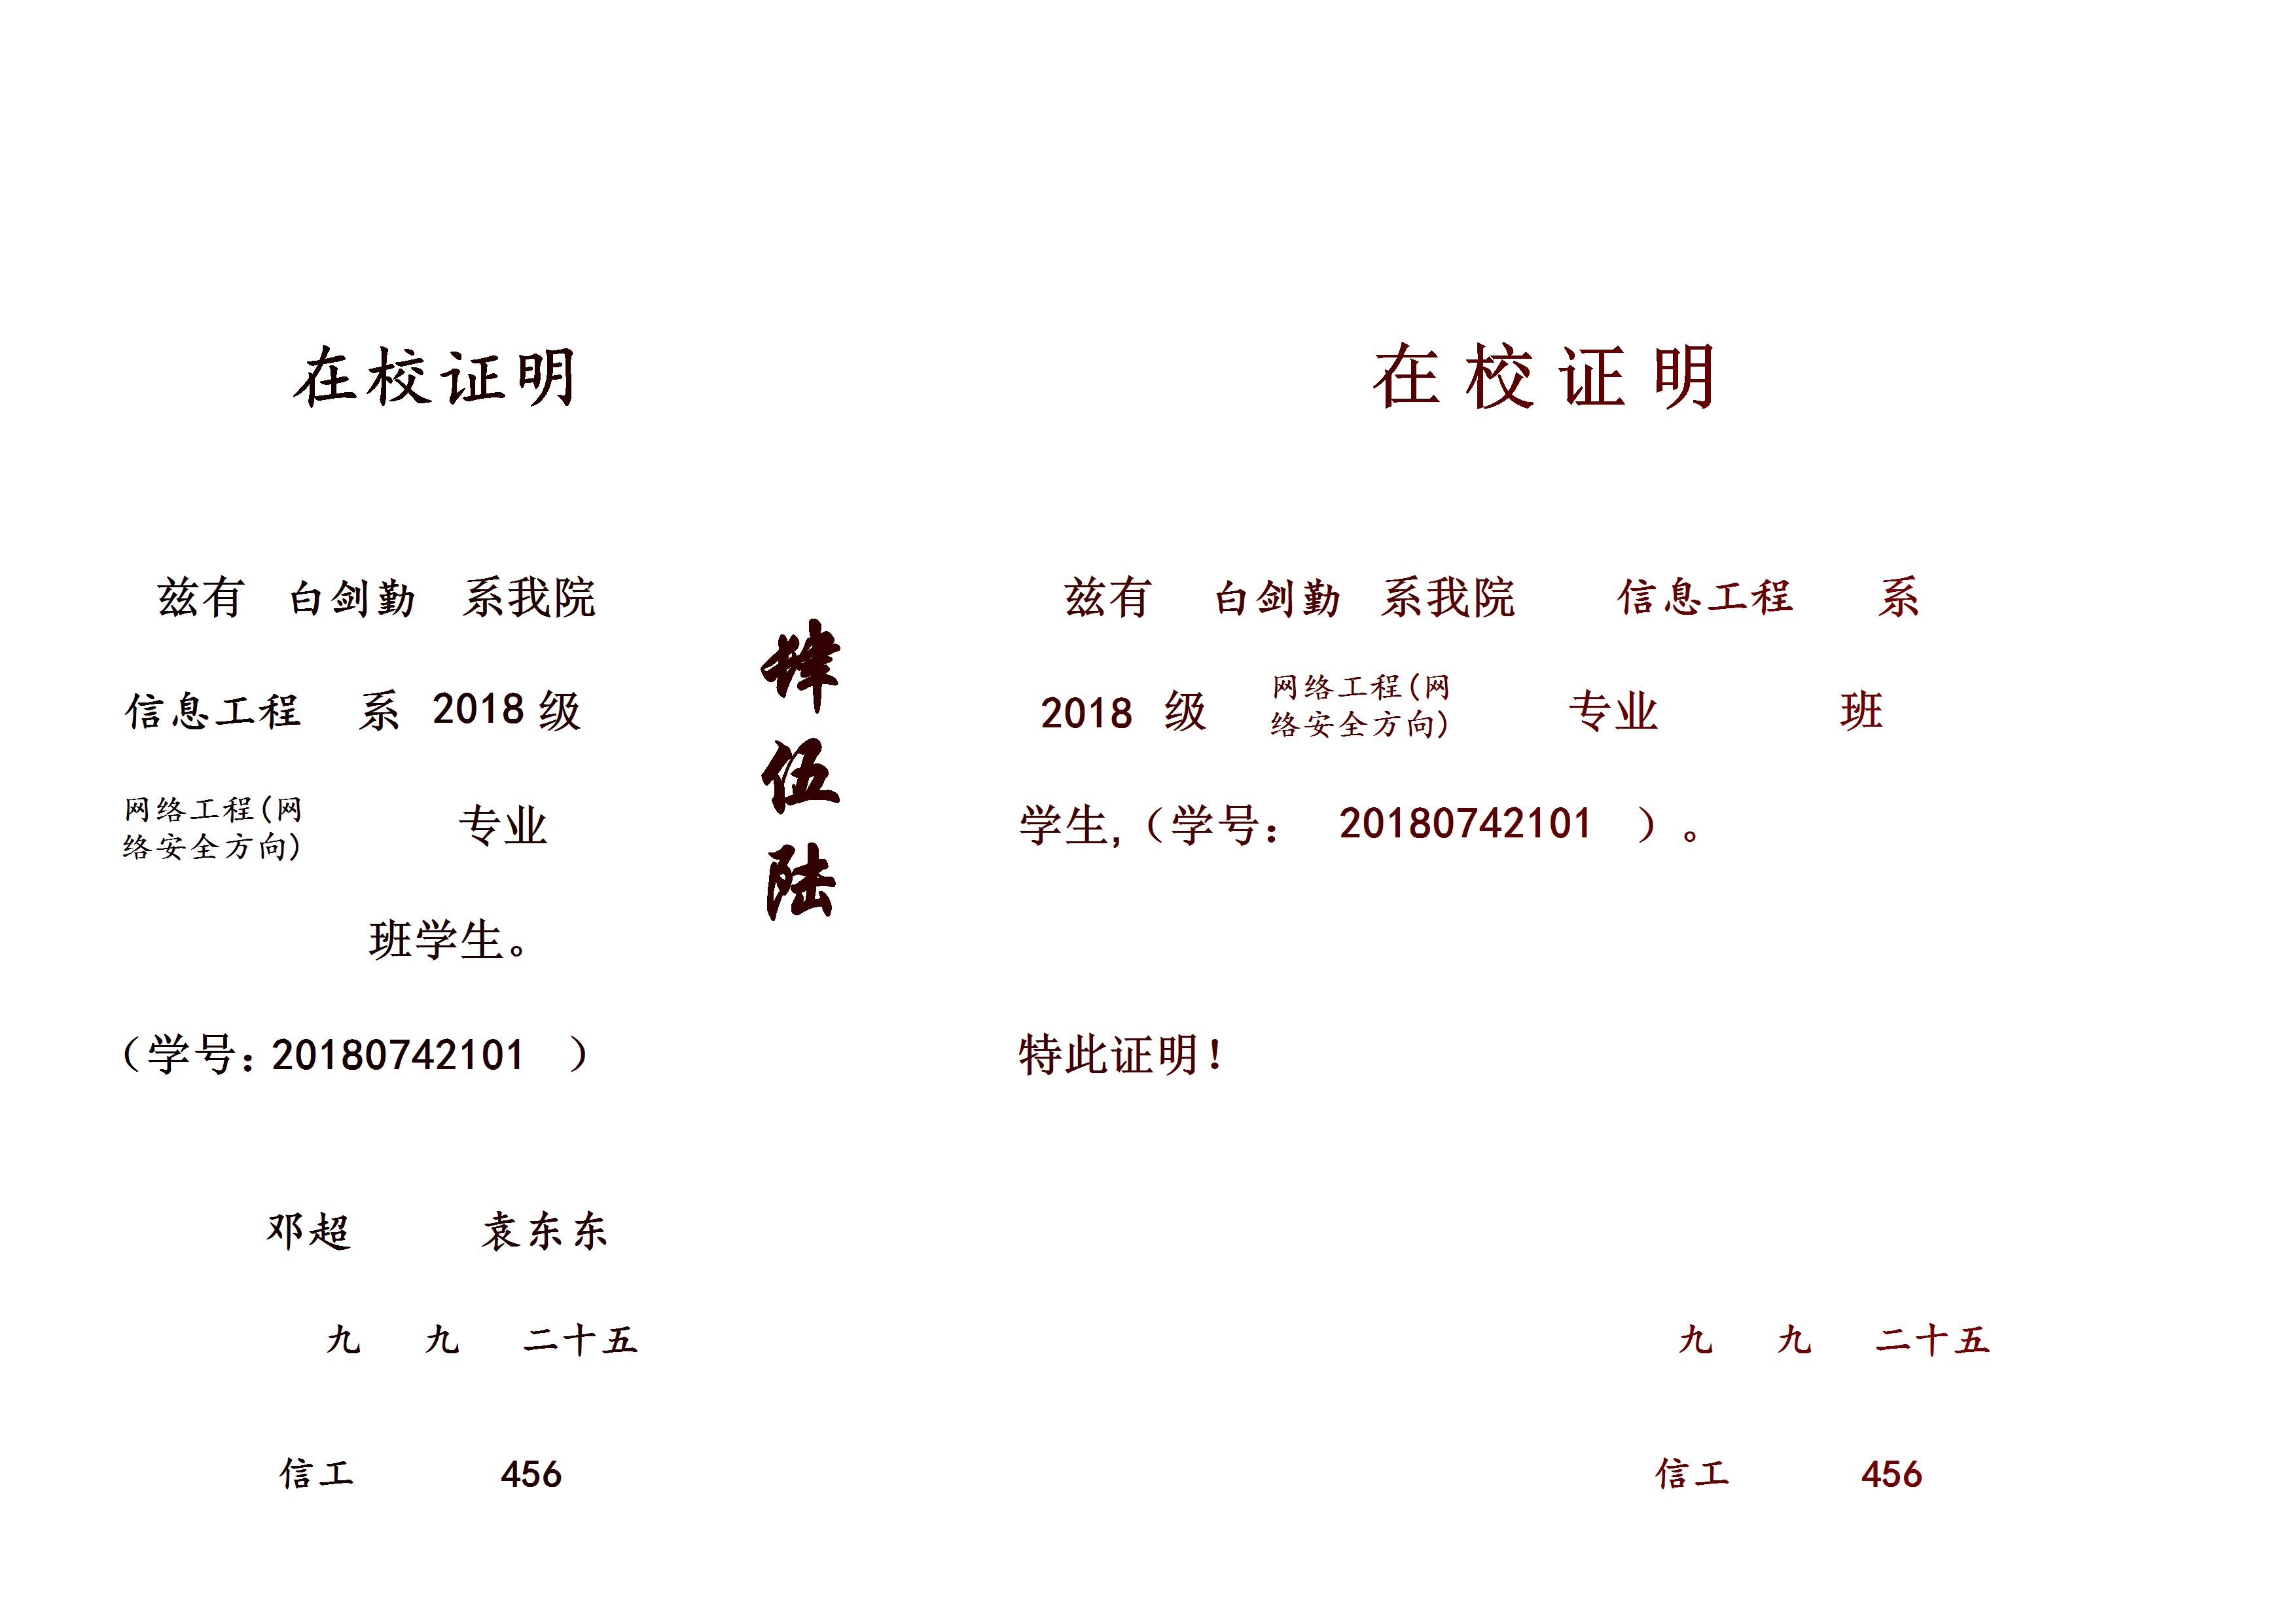 在校证明
兹有 白剑勤 系我院
信息工程 系 2018 级
网络工程(网
络安全方向) 专业
班学生。
（学号：20180742101 ）
邓超 袁东东
九 九 二十五
信工 456
肆
伍
陆
在校证明
兹有 白剑勤 系我院 信息工程 系
2018 级 网络工程(网
络安全方向) 专业 班
学生,（学号： 20180742101 ）。
特此证明！
九 九 二十五
信工 456